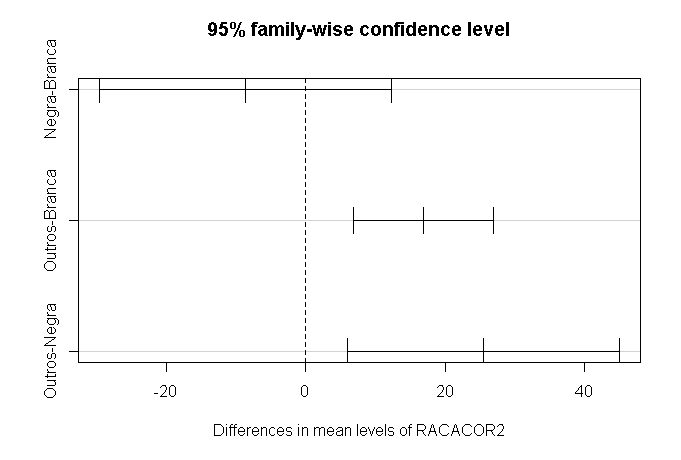 95% family-wise confidence level
Negra-Branca
Outros-Branca
Outros-Negra
-20 0 20 40
Differences in mean levels of RACACOR2